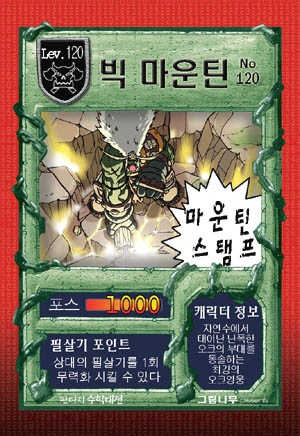 Lev.120
빅 마운틴
No
120
마운틴
스탬프
포스 1000
필살기 포인트
상대의 필살기를 1회
무력화 시킬 수 있다
캐릭터 정보
자연수에서
태어난 난폭한
오크의 부대를
통솔하는
최강의
오크영웅
판타지 수학대전
그림나무